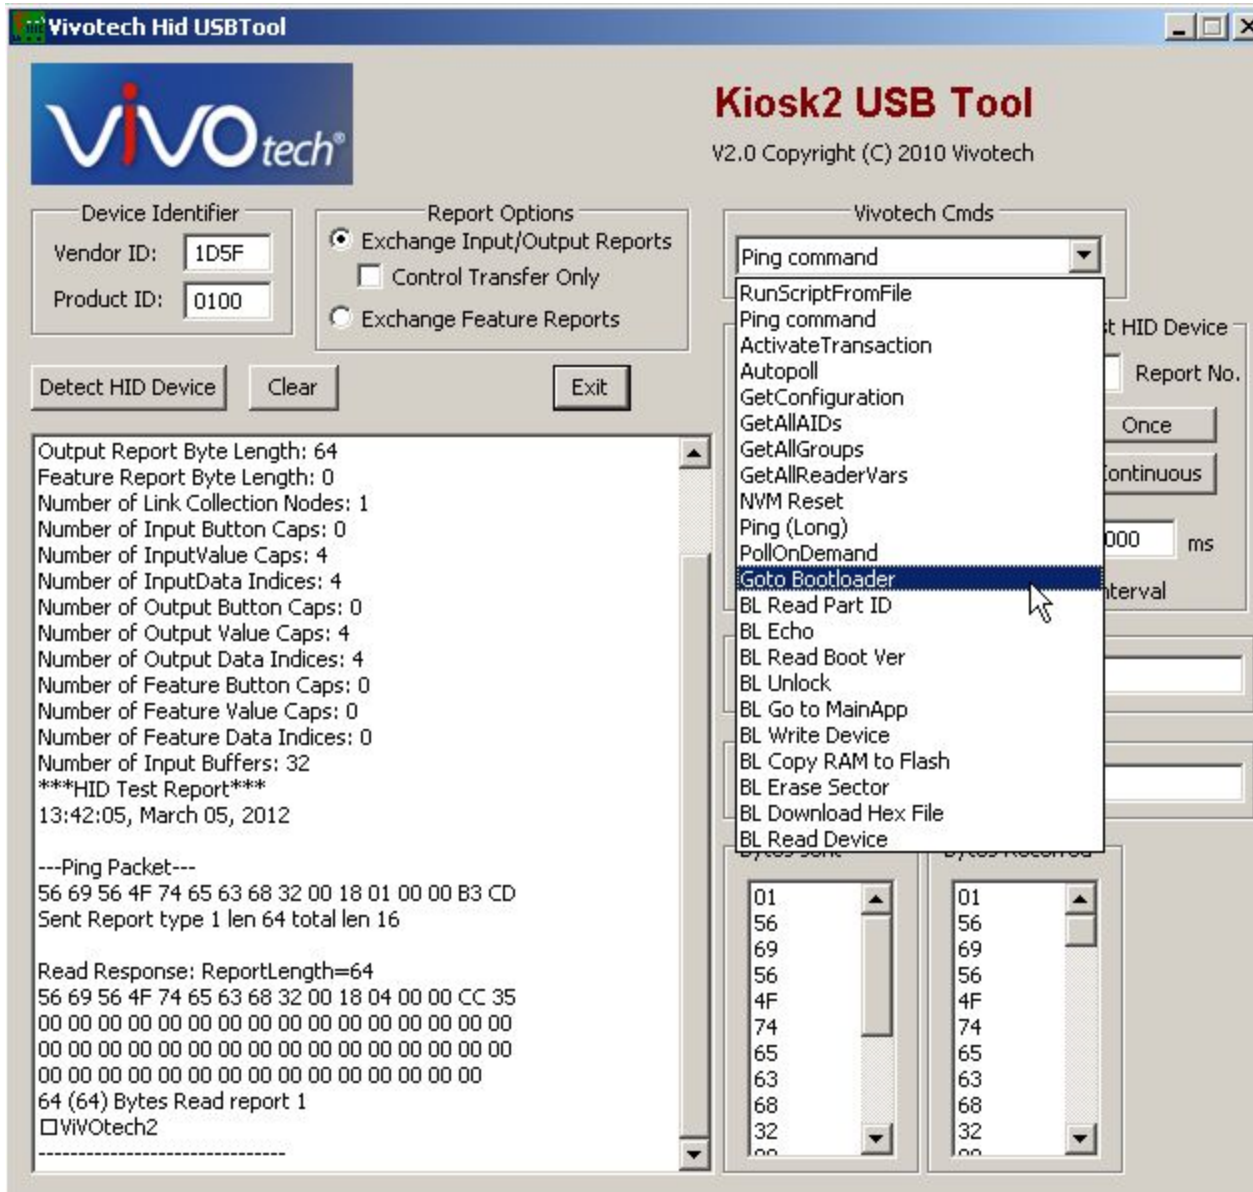 Vivotech Hid USBTool
ViVOtech®
Kiosk2 USB Tool
V2.0 Copyright (C) 2010 Vivotech
Device Identifier
Vendor ID: 1D5F
Product ID: 0100
Report Options
Exchange Input/Output Reports
Control Transfer Only
Exchange Feature Reports
Vivotech Cmds
Ping command
RunScriptFromFile
Ping command
ActivateTransaction
Autopoll
GetConfiguration
GetAllAIDs
GetAllGroups
GetAllReaderVars
NVM Reset
Ping (Long)
PollOnDemand
Goto Bootloader
BL Read Part ID
BL Echo
BL Read Boot Ver
BL Unlock
BL Go to MainApp
BL Write Device
BL Copy RAM to Flash
BL Erase Sector
BL Download Hex File
BL Read Device
HID Device
Report No.
Once
ontinuous
000 ms
Detect HID Device
Clear
Exit
Output Report Byte Length: 64
Feature Report Byte Length: 0
Number of Link Collection Nodes: 1
Number of Input Button Caps: 0
Number of InputValue Caps: 4
Number of InputData Indices: 4
Number of Output Button Caps: 0
Number of Output Value Caps: 4
Number of Output Data Indices: 4
Number of Feature Button Caps: 0
Number of Feature Value Caps: 0
Number of Feature Data Indices: 0
Number of Input Buffers: 32
***HID Test Report***
13:42:05, March 05, 2012
---Ping Packet---
56 69 56 4F 74 65 63 68 32 00 18 01 00 00 B3 CD
Sent Report type 1 len 64 total len 16
Read Response: ReportLength=64
56 69 56 4F 74 65 63 68 32 00 18 04 00 00 CC 35
00 00 00 00 00 00 00 00 00 00 00 00 00 00 00 00
00 00 00 00 00 00 00 00 00 00 00 00 00 00 00 00
00 00 00 00 00 00 00 00 00 00 00 00 00 00 00
64 (64) Bytes Read report 1
□ViVOtech2
-------------------------------
Bytes Sent
01
56
69
56
4F
74
65
63
68
32
Bytes Received
01
56
69
56
4F
74
65
63
68
32